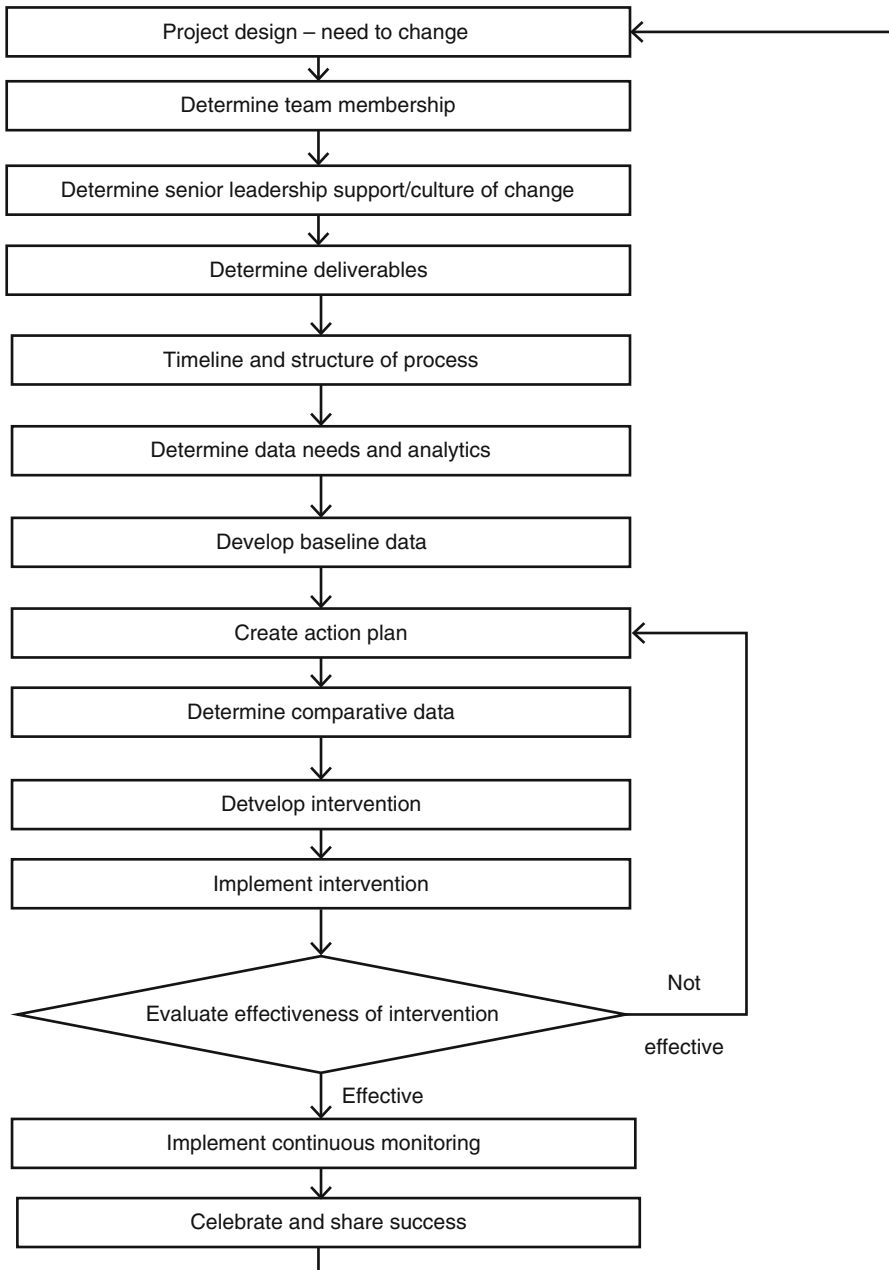 Project design – need to change
Determine team membership
Determine senior leadership support/culture of change
Determine deliverables
Timeline and structure of process
Determine data needs and analytics
Develop baseline data
Create action plan
Determine comparative data
Detvelop intervention
Implement intervention
Evaluate effectiveness of intervention
Not
effective
Effective
Implement continuous monitoring
Celebrate and share success